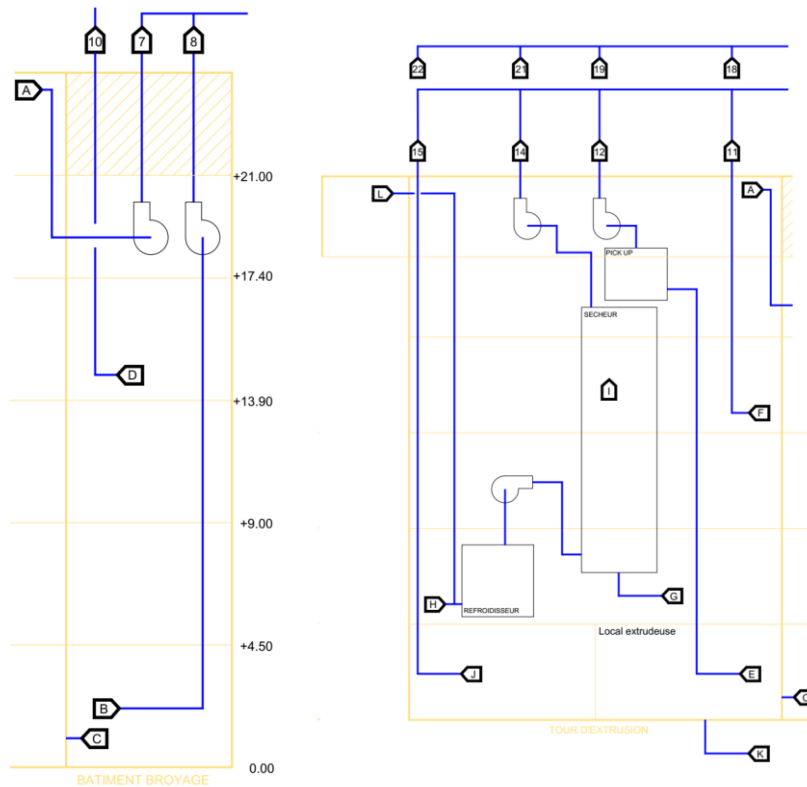 10 7 8
A
+21.00
+17.40
D
+13.90
+9.00
+4.50
B
C
0.00
BATIMENT BROYAGE
22 21 19 18
15 14 12 11
L
A
PICK UP
SECHEUR
I
F
H
REFROIDISSEUR
G
Local extrudeuse
J
E
TOUR D'EXTRUSION
K